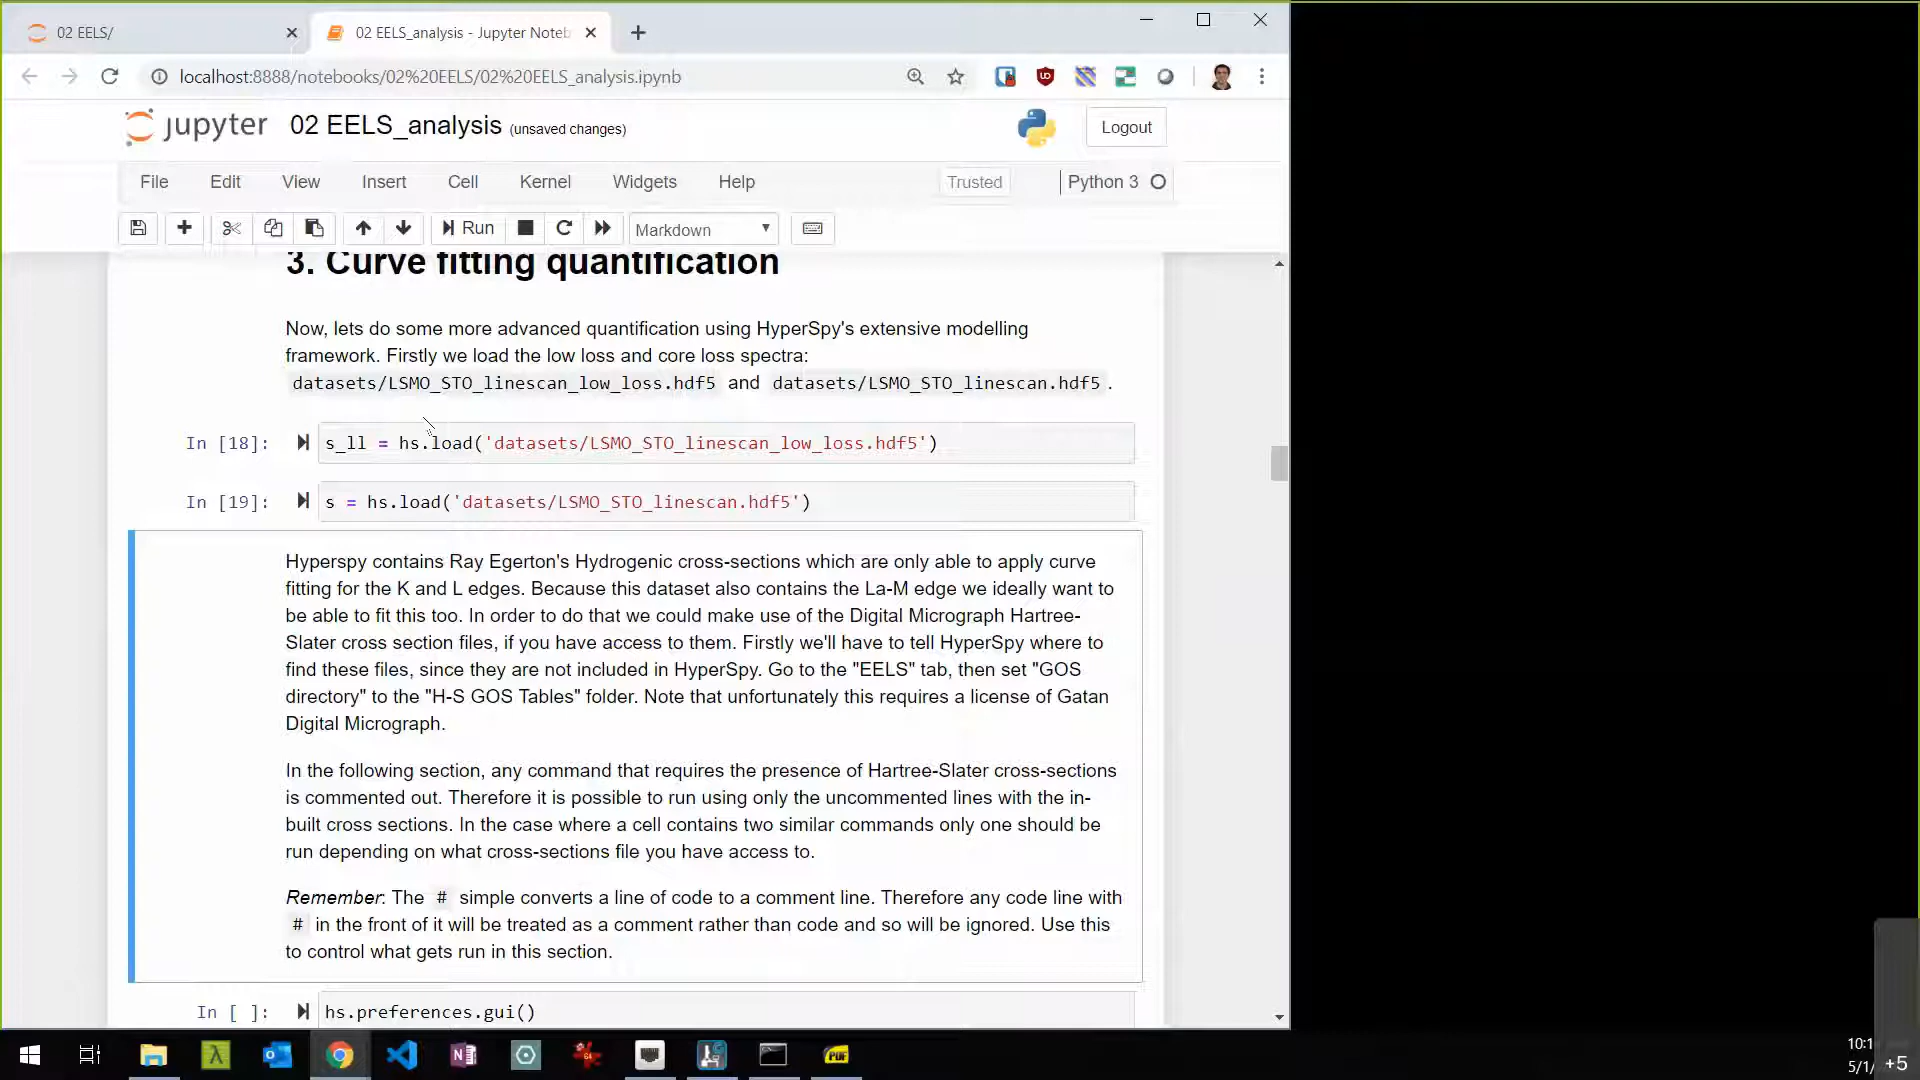 02 EELS/
02 EELS_analysis - Jupyter Noteb
localhost:8888/notebooks/02%20EELS/02%20EELS_analysis.ipynb
jupyter 02 EELS_analysis (unsaved changes)
Logout
File Edit View Insert Cell Kernel Widgets Help Trusted Python 3
Run Markdown
3. Curve fitting quantification
Now, lets do some more advanced quantification using HyperSpy's extensive modelling
framework. Firstly we load the low loss and core loss spectra:
datasets/LSMO_STO_linescan_low_loss.hdf5 and datasets/LSMO_STO_linescan.hdf5 .
In [18]: s_ll = hs.load('datasets/LSMO_STO_linescan_low_loss.hdf5')
In [19]: s = hs.load('datasets/LSMO_STO_linescan.hdf5')
Hyperspy contains Ray Egerton's Hydrogenic cross-sections which are only able to apply curve
fitting for the K and L edges. Because this dataset also contains the La-M edge we ideally want to
be able to fit this too. In order to do that we could make use of the Digital Micrograph Hartree-
Slater cross section files, if you have access to them. Firstly we'll have to tell HyperSpy where to
find these files, since they are not included in HyperSpy. Go to the "EELS" tab, then set "GOS
directory" to the "H-S GOS Tables" folder. Note that unfortunately this requires a license of Gatan
Digital Micrograph.
In the following section, any command that requires the presence of Hartree-Slater cross-sections
is commented out. Therefore it is possible to run using only the uncommented lines with the in-
built cross sections. In the case where a cell contains two similar commands only one should be
run depending on what cross-sections file you have access to.
Remember: The # simple converts a line of code to a comment line. Therefore any code line with
# in the front of it will be treated as a comment rather than code and so will be ignored. Use this
to control what gets run in this section.
In [ ]: hs.preferences.gui()
10:1
5/1/
+5